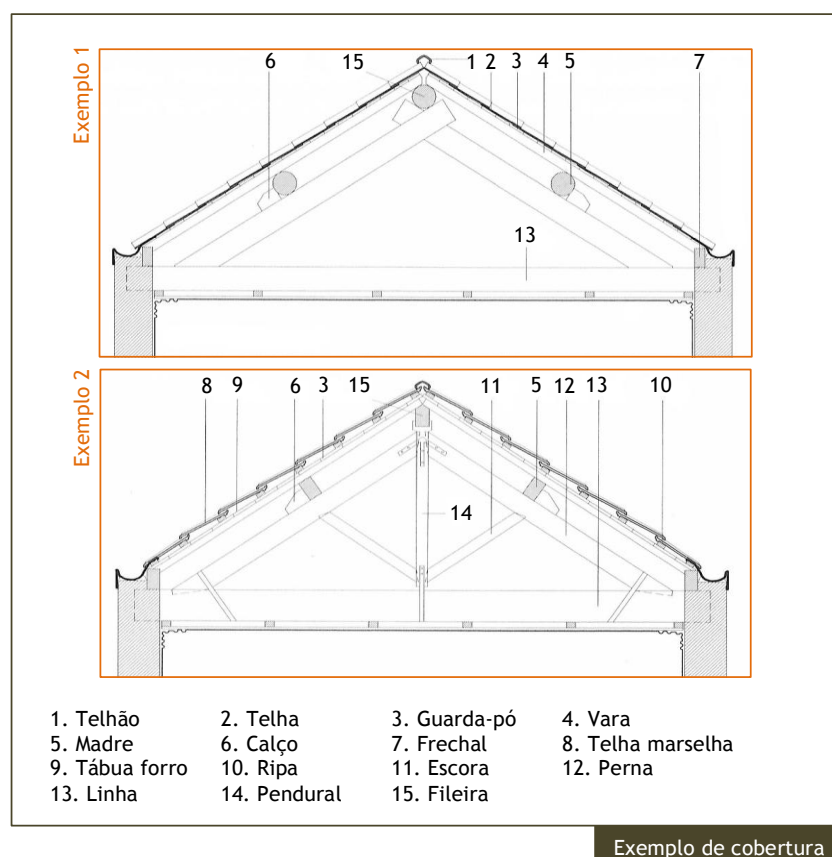 Exemplo 1
6 15 1 2 3 4 5 7
13
Exemplo 2
8 9 6 3 15 11 5 12 13 10
14
1. Telhão 2. Telha 3. Guarda-pó 4. Vara
5. Madre 6. Calço 7. Frechal 8. Telha marselha
9. Tábua forro 10. Ripa 11. Escora 12. Perna
13. Linha 14. Pendural 15. Fileira
Exemplo de cobertura